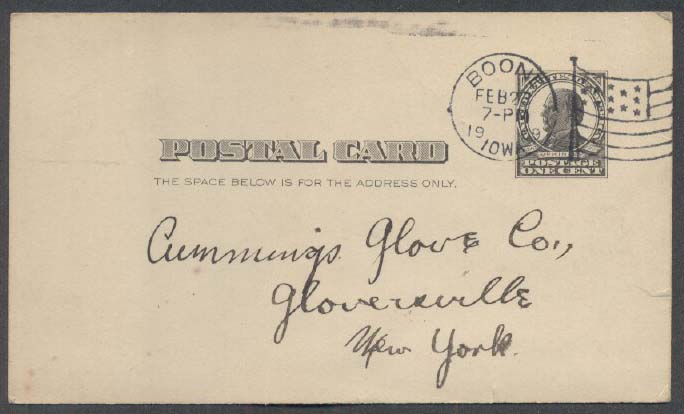 BOON
FEB
7-P
19
IOWA
POSTAGE
ONE CENT
POSTAL CARD
THE SPACE BELOW IS FOR THE ADDRESS ONLY.
Cummings Glove Co.,
Gloversville
New York.